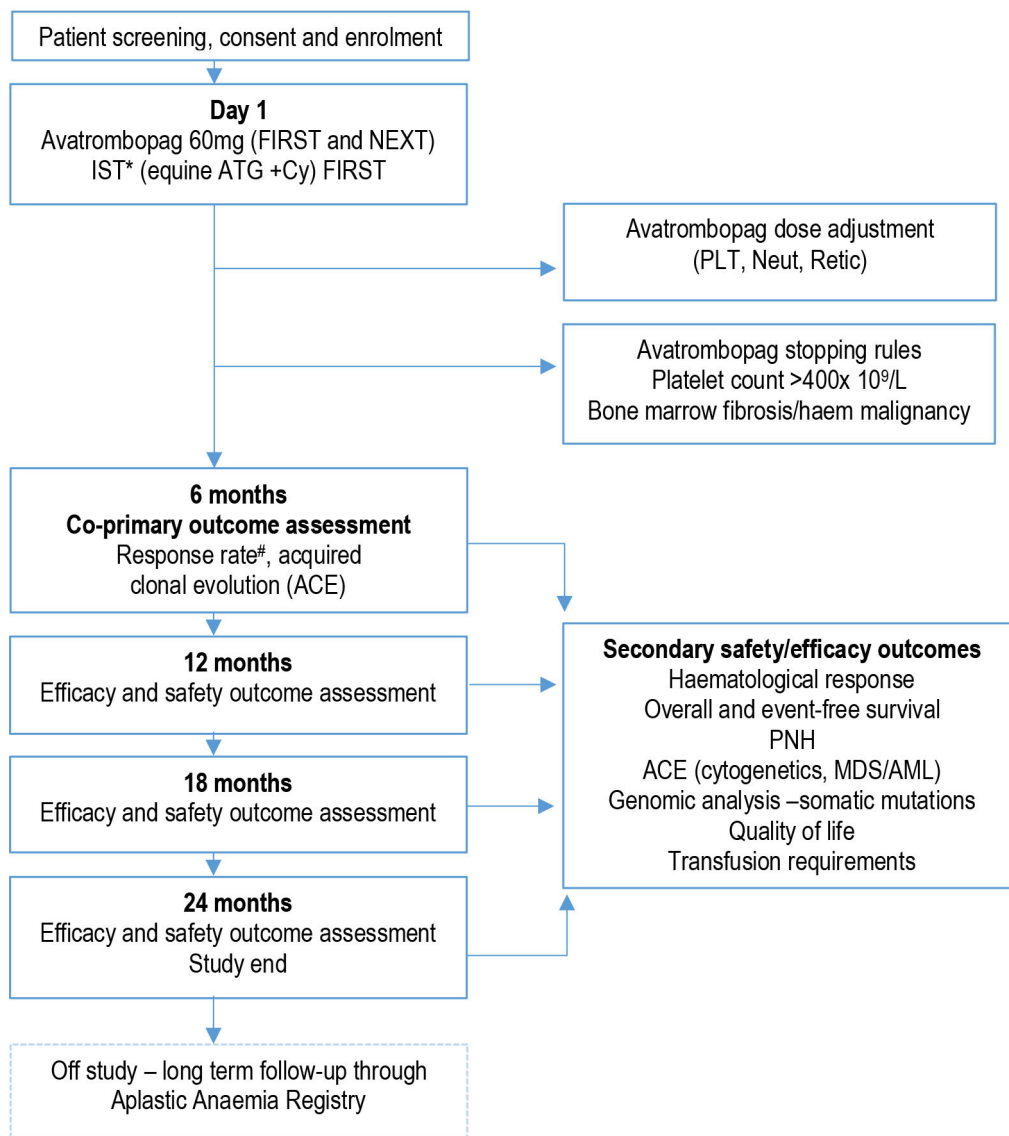 Patient screening, consent and enrolment
Day 1
Avatrombopag 60mg (FIRST and NEXT)
IST* (equine ATG +Cy) FIRST
Avatrombopag dose adjustment
(PLT, Neut, Retic)
Avatrombopag stopping rules
Platelet count >400x 10⁹/L
Bone marrow fibrosis/haem malignancy
6 months
Co-primary outcome assessment
Response rate#, acquired
clonal evolution (ACE)
12 months
Efficacy and safety outcome assessment
18 months
Efficacy and safety outcome assessment
24 months
Efficacy and safety outcome assessment
Study end
Secondary safety/efficacy outcomes
Haematological response
Overall and event-free survival
PNH
ACE (cytogenetics, MDS/AML)
Genomic analysis –somatic mutations
Quality of life
Transfusion requirements
Off study – long term follow-up through
Aplastic Anaemia Registry